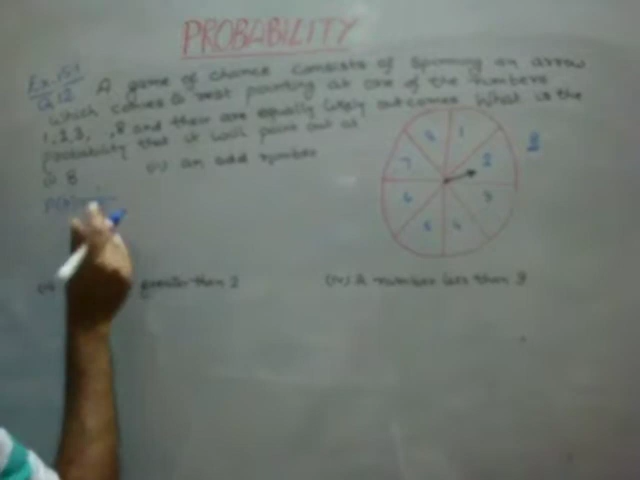 PROBABILITY
Ex. 15.1
Q.12 A game of chance consists of spinning an arrow
which comes to rest pointing at one of the numbers
1, 2, 3, , 8 and these are equally likely outcomes. What is the
probability that it will point out at
(i) 8 (ii) an odd number
greater than 2 (iv) A number less than 9
8 1
7 2
6 3
5 4
8